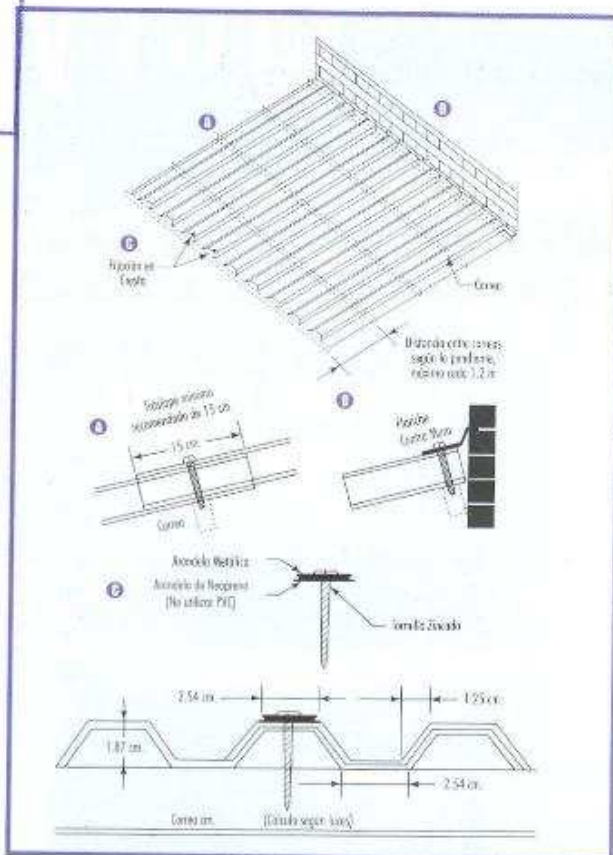 A
B
C
Fijación en
Cresta
Correa
Distancia entre correas
según la pendiente,
máximo cada 1.2 m
Traslape mínimo
recomendado de 15 cm
A
15 cm.
Correa
B
Planche
Contra Muro
C
Arandela Metálica
Arandela de Neopreno
(No utilizar PVC)
Tornillo Zincado
2.54 cm.
1.25 cm.
1.87 cm.
2.54 cm.
Correa cm.
(Calculo según luces)